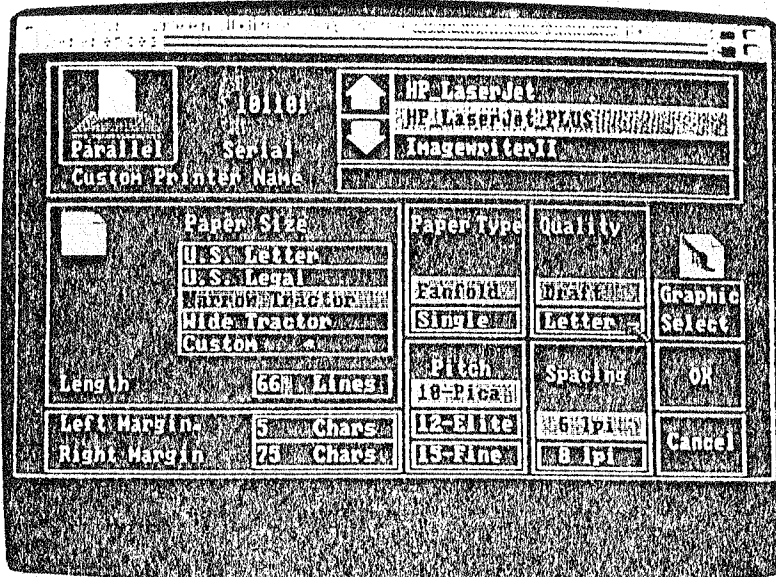 HP LaserJet
101101
HP LaserJet PLUS
Parallel
Serial
ImagewriterII
Custom Printer Name
Paper Size
Paper Type
Quality
U.S. Letter
U.S. Legal
Narrow Tractor
Fanfold
Draft
Graphic
Wide Tractor
Single
Letter
Select
Custom
Pitch
Spacing
OK
Length
66 Lines
10-Pica
Left Margin
5 Chars
12-Elite
6 lpi
Cancel
Right Margin
75 Chars
15-Fine
8 lpi